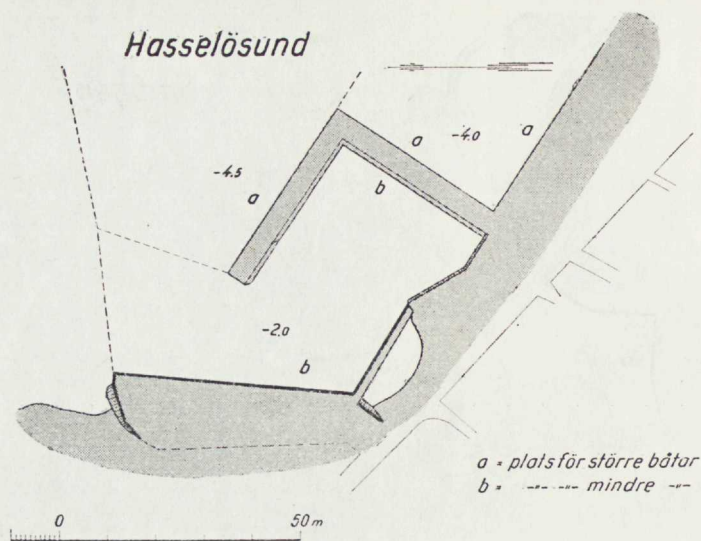 Hasselösund
a
-4.0
a
-4.5
a
b
-2.0
b
a = plats för större båtar
b = -"- -"- mindre -"-
0 50 m